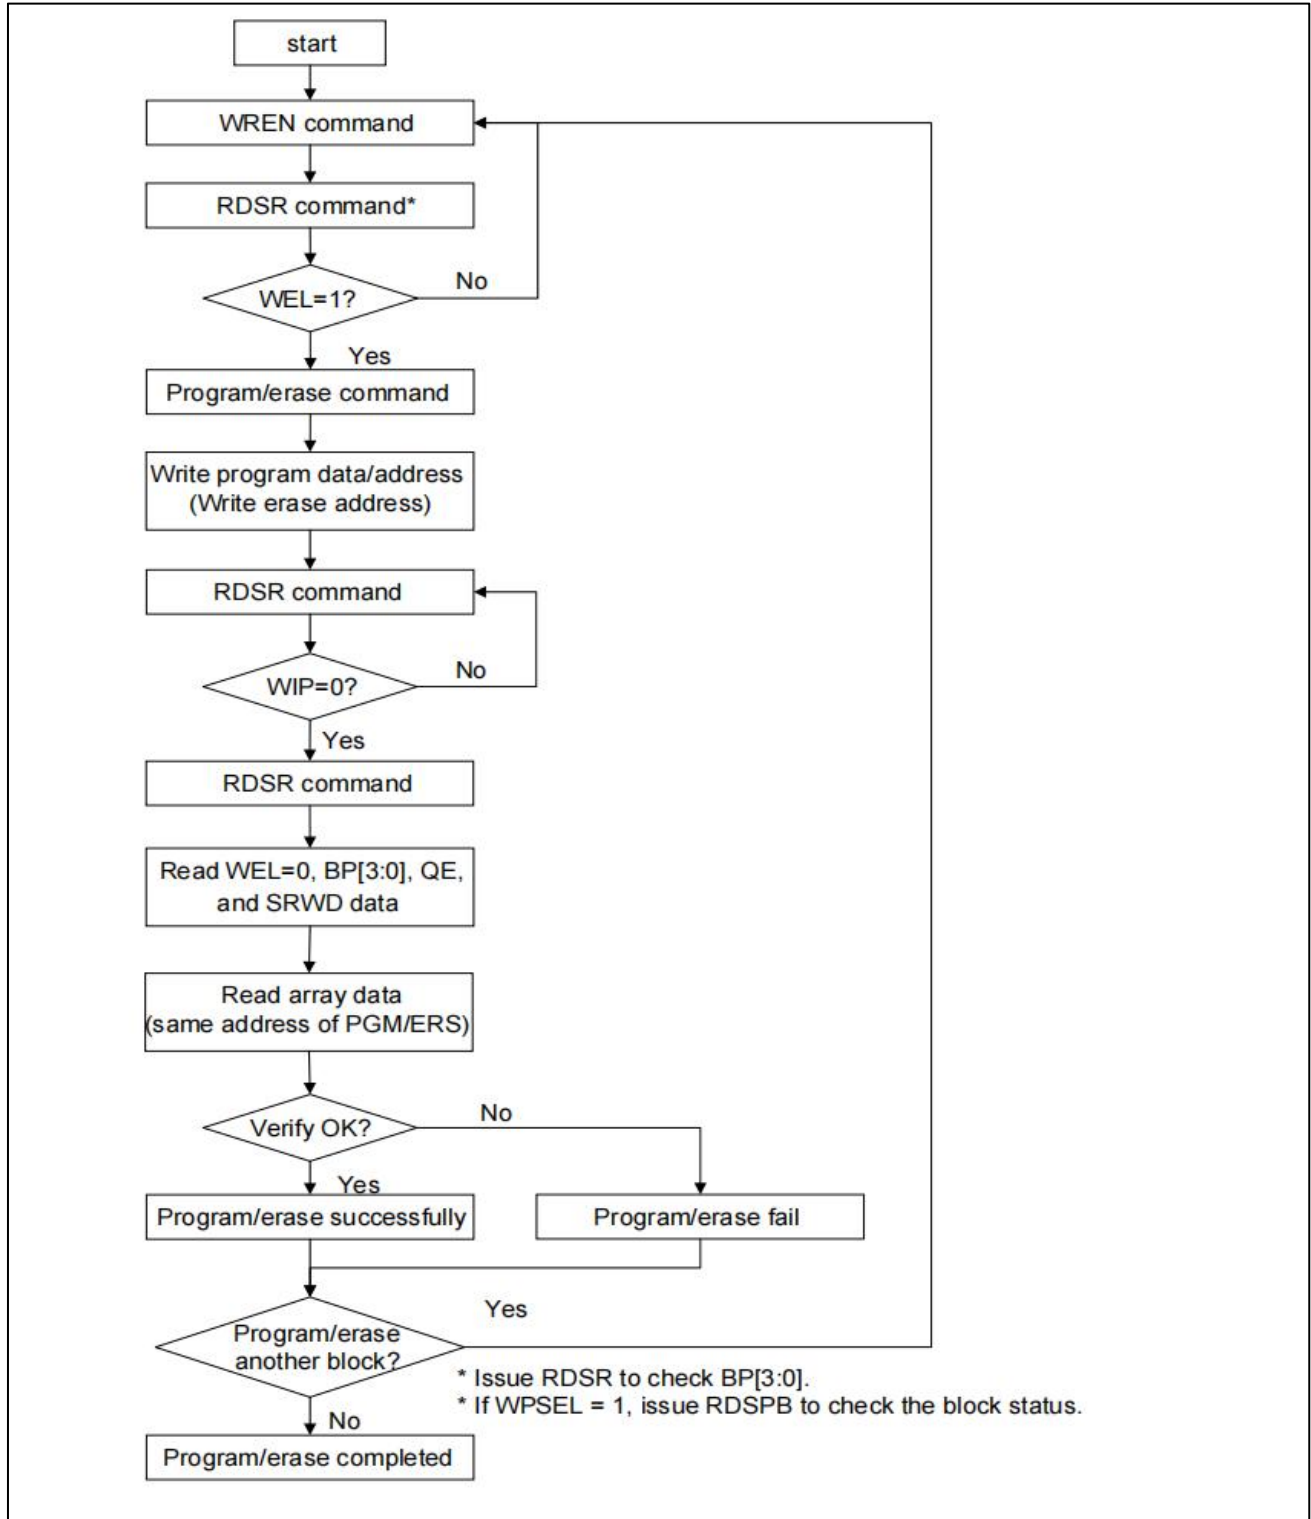 start
WREN command
RDSR command*
WEL=1?
No
Yes
Program/erase command
Write program data/address
(Write erase address)
RDSR command
WIP=0?
No
Yes
RDSR command
Read WEL=0, BP[3:0], QE,
and SRWD data
Read array data
(same address of PGM/ERS)
Verify OK?
No
Yes
Program/erase successfully
Program/erase fail
Program/erase
another block?
Yes
* Issue RDSR to check BP[3:0].
* If WPSEL = 1, issue RDSPB to check the block status.
No
Program/erase completed